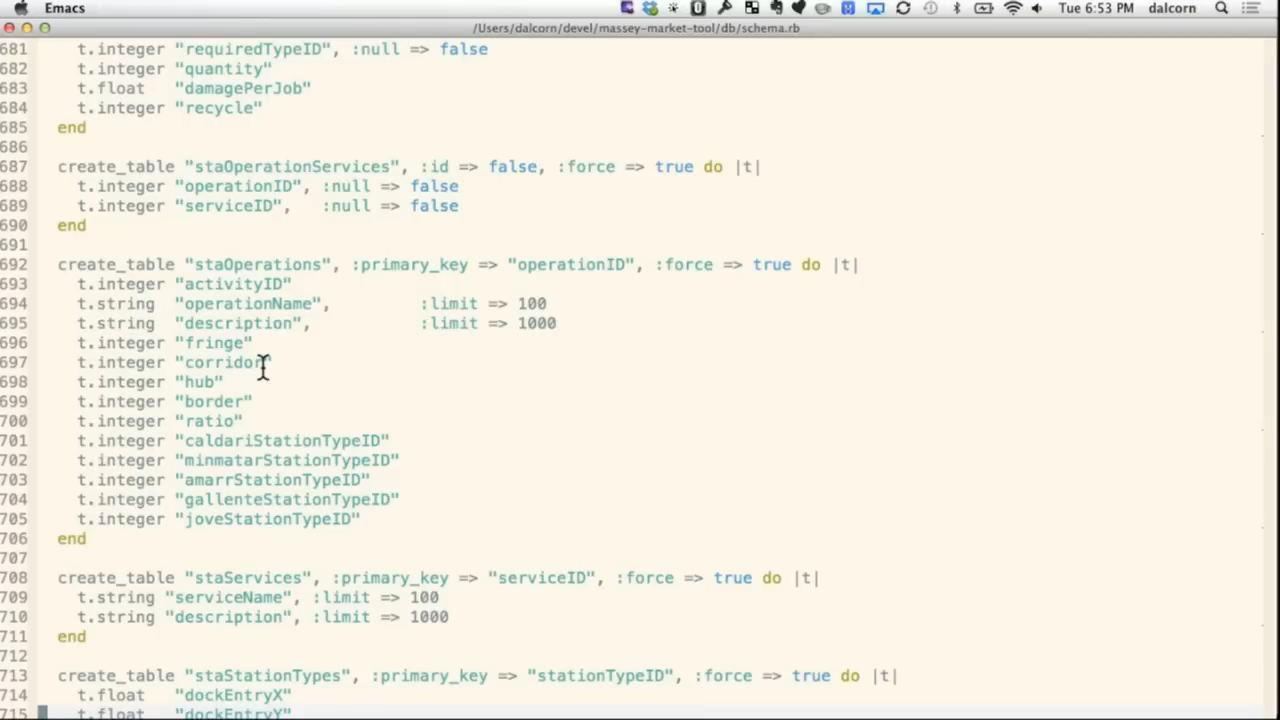 Emacs
Tue 6:53 PM dalcorn
/Users/dalcorn/devel/massey-market-tool/db/schema.rb
681 t.integer "requiredTypeID", :null => false
682 t.integer "quantity"
683 t.float "damagePerJob"
684 t.integer "recycle"
685 end
686
687 create_table "staOperationServices", :id => false, :force => true do |t|
688 t.integer "operationID", :null => false
689 t.integer "serviceID", :null => false
690 end
691
692 create_table "staOperations", :primary_key => "operationID", :force => true do |t|
693 t.integer "activityID"
694 t.string "operationName", :limit => 100
695 t.string "description", :limit => 1000
696 t.integer "fringe"
697 t.integer "corridor"
698 t.integer "hub"
699 t.integer "border"
700 t.integer "ratio"
701 t.integer "caldariStationTypeID"
702 t.integer "minmatarStationTypeID"
703 t.integer "amarrStationTypeID"
704 t.integer "gallenteStationTypeID"
705 t.integer "joveStationTypeID"
706 end
707
708 create_table "staServices", :primary_key => "serviceID", :force => true do |t|
709 t.string "serviceName", :limit => 100
710 t.string "description", :limit => 1000
711 end
712
713 create_table "staStationTypes", :primary_key => "stationTypeID", :force => true do |t|
714 t.float "dockEntryX"
715 t.float "dockEntryY"